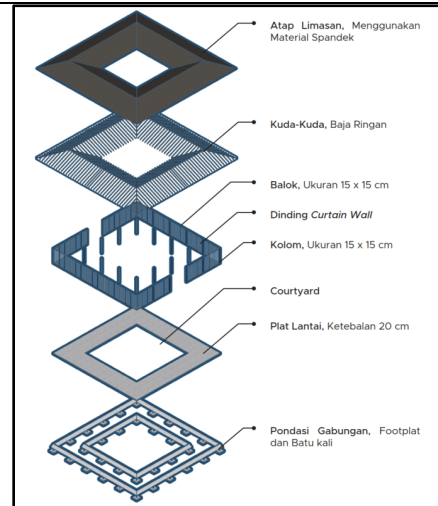 Atap Limasan, Menggunakan
Material Spandek
Kuda-Kuda, Baja Ringan
Balok, Ukuran 15 x 15 cm
Dinding Curtain Wall
Kolom, Ukuran 15 x 15 cm
Courtyard
Plat Lantai, Ketebalan 20 cm
Pondasi Gabungan, Footplat
dan Batu kali